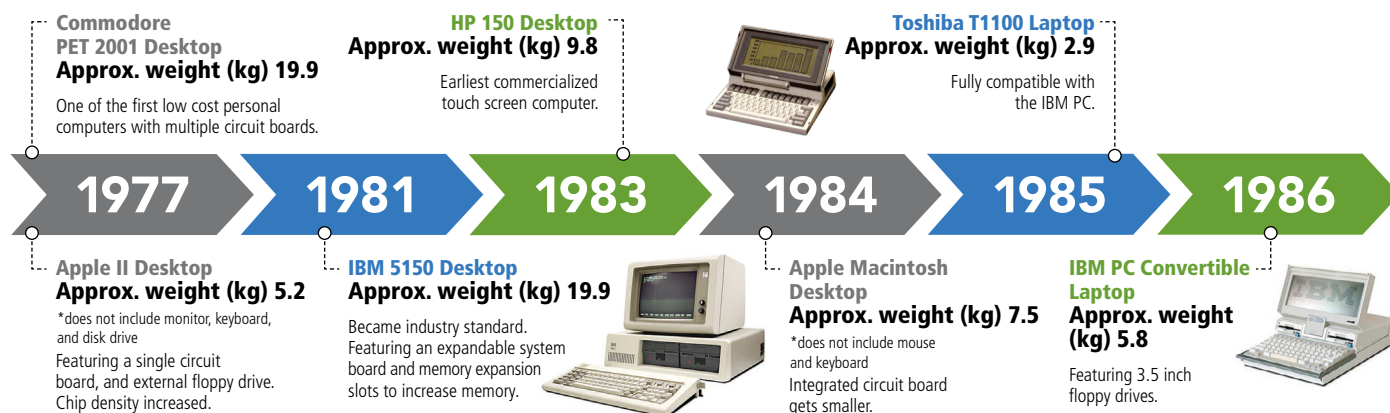 Commodore
PET 2001 Desktop
Approx. weight (kg) 19.9
One of the first low cost personal
computers with multiple circuit boards.
HP 150 Desktop
Approx. weight (kg) 9.8
Earliest commercialized
touch screen computer.
Toshiba T1100 Laptop
Approx. weight (kg) 2.9
Fully compatible with
the IBM PC.
1977
1981
1983
1984
1985
1986
Apple II Desktop
Approx. weight (kg) 5.2
*does not include monitor, keyboard,
and disk drive
Featuring a single circuit
board, and external floppy drive.
Chip density increased.
IBM 5150 Desktop
Approx. weight (kg) 19.9
Became industry standard.
Featuring an expandable system
board and memory expansion
slots to increase memory.
Apple Macintosh
Desktop
Approx. weight (kg) 7.5
*does not include mouse
and keyboard
Integrated circuit board
gets smaller.
IBM PC Convertible
Laptop
Approx. weight
(kg) 5.8
Featuring 3.5 inch
floppy drives.
IBM